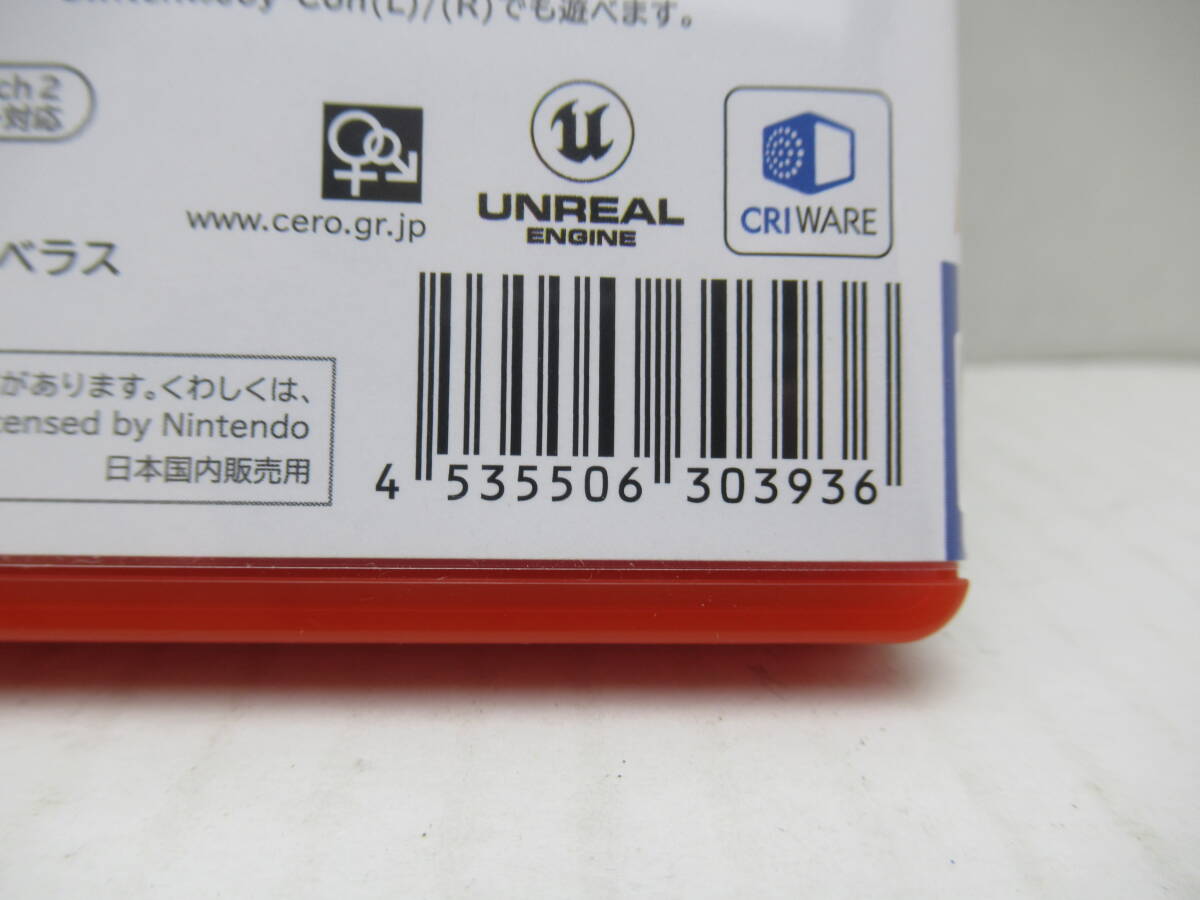 Con(L)/(R)でも遊べます。
ch 2
対応
www.cero.gr.jp
UNREAL
ENGINE
CRIWARE
ベラス
があります。くわしくは、
censed by Nintendo
日本国内販売用
4 535506 303936